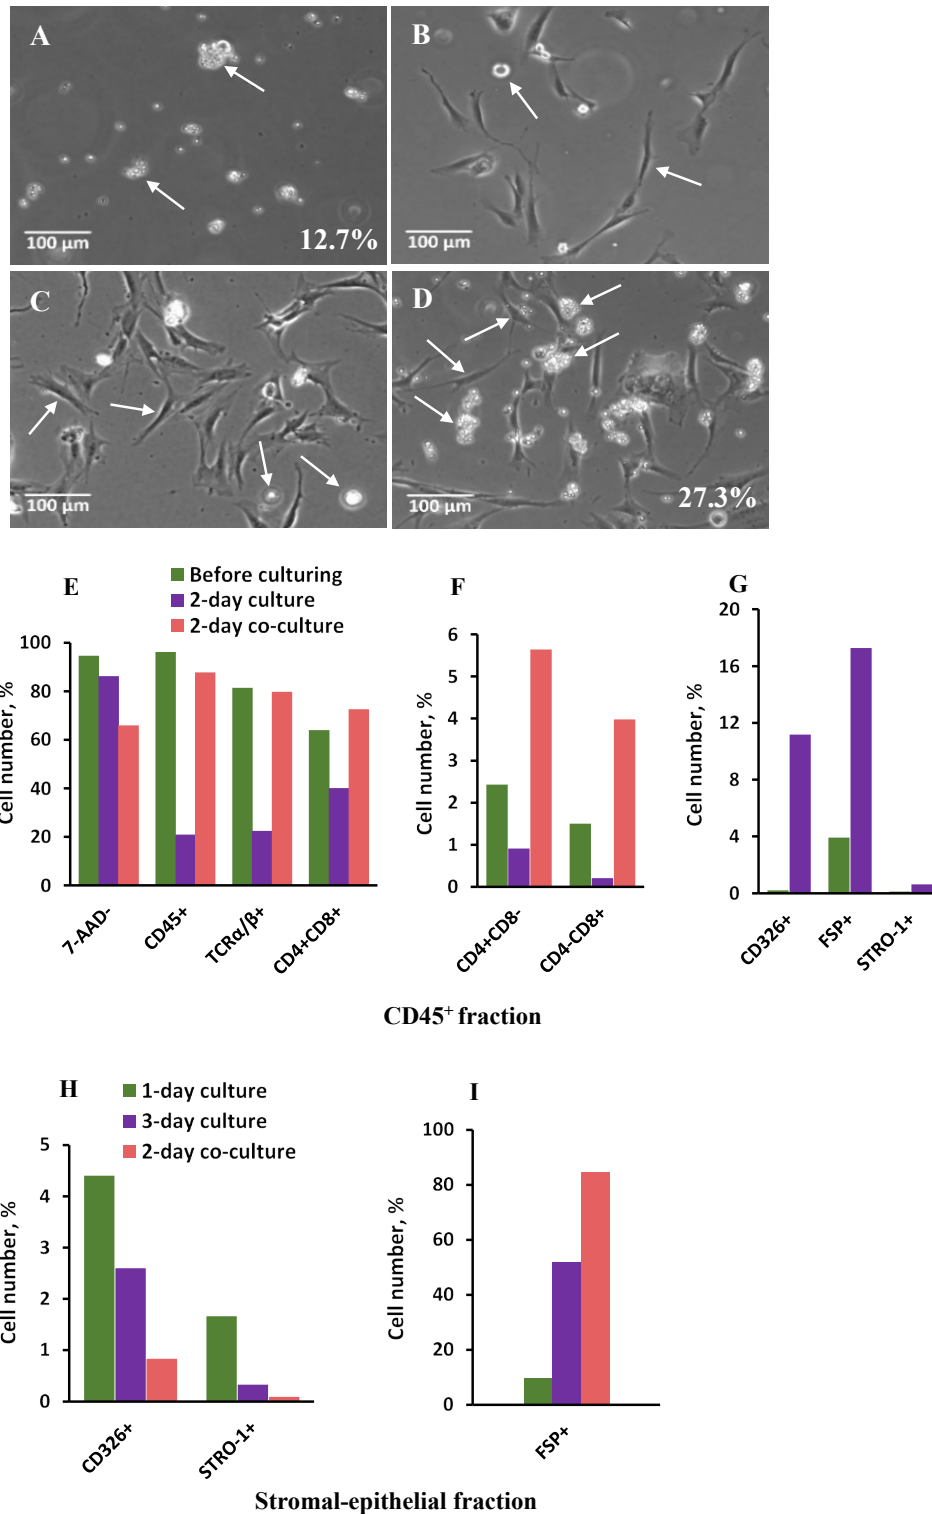 A
100 µm
12.7%
B
100 µm
C
100 µm
D
100 µm
27.3%
E
Before culturing
2-day culture
2-day co-culture
Cell number, %
100
80
60
40
20
0
7-AAD-
CD45+
TCRα/β+
CD4+CD8+
F
Cell number, %
6
5
4
3
2
1
0
CD4+CD8-
CD4-CD8+
G
Cell number, %
20
16
12
8
4
0
CD326+
FSP+
STRO-1+
CD45+ fraction
H
1-day culture
3-day culture
2-day co-culture
Cell number, %
5
4
3
2
1
0
CD326+
STRO-1+
I
Cell number, %
100
80
60
40
20
0
FSP+
Stromal-epithelial fraction